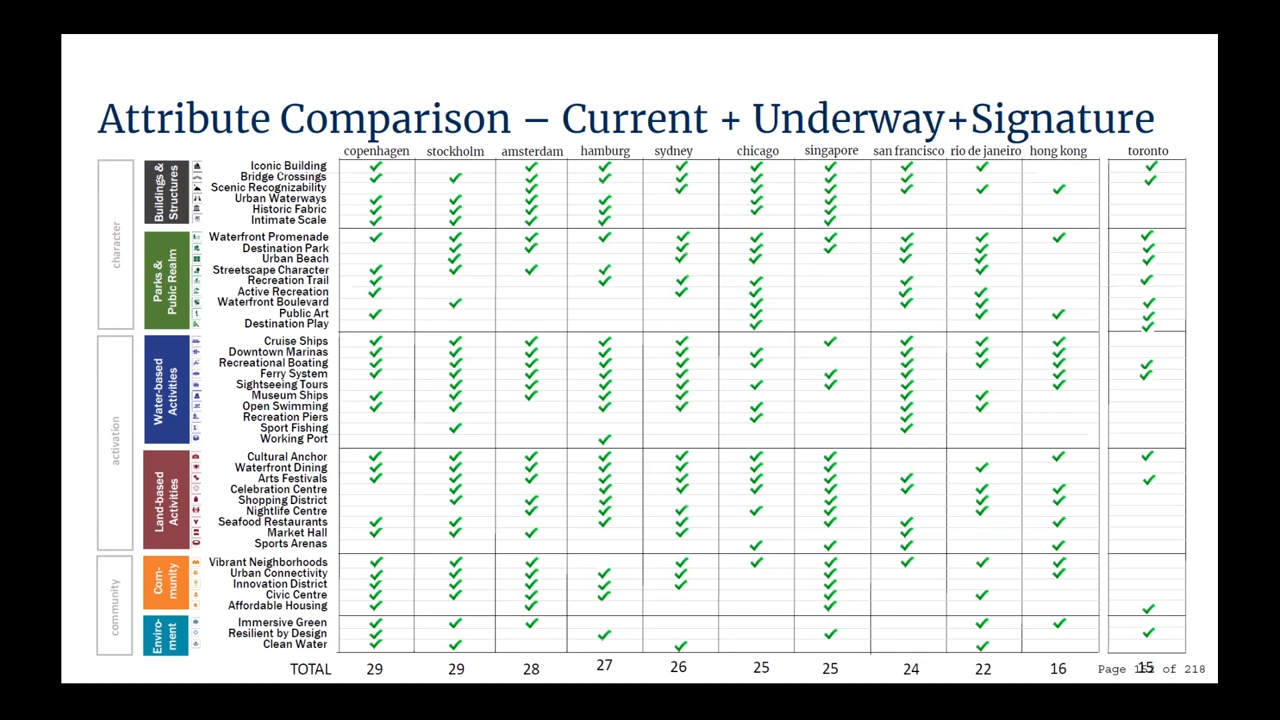 Attribute Comparison – Current + Underway+Signature
copenhagen stockholm amsterdam hamburg sydney chicago singapore san francisco rio de janeiro hong kong toronto
character
Buildings &
Structures
Iconic Building
Bridge Crossings
Scenic Recognizability
Urban Waterways
Historic Fabric
Intimate Scale
Parks &
Pubic Realm
Waterfront Promenade
Destination Park
Urban Beach
Streetscape Character
Recreation Trail
Active Recreation
Waterfront Boulevard
Public Art
Destination Play
activation
Water-based
Activities
Cruise Ships
Downtown Marinas
Recreational Boating
Ferry System
Sightseeing Tours
Museum Ships
Open Swimming
Recreation Piers
Sport Fishing
Working Port
Land-based
Activities
Cultural Anchor
Waterfront Dining
Arts Festivals
Celebration Centre
Shopping District
Nightlife Centre
Seafood Restaurants
Market Hall
Sports Arenas
community
Com-
munity
Vibrant Neighborhoods
Urban Connectivity
Innovation District
Civic Centre
Affordable Housing
Enviro-
ment
Immersive Green
Resilient by Design
Clean Water
TOTAL 29 29 28 27 26 25 25 24 22 16 15
Page of 218